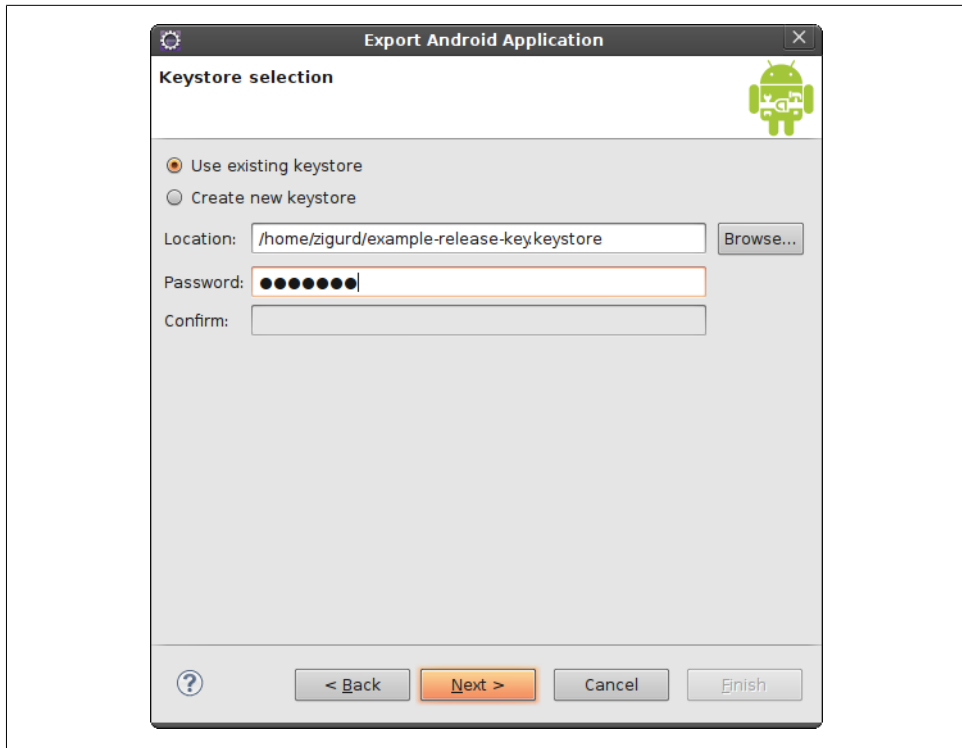 Export Android Application
Keystore selection
Use existing keystore
Create new keystore
Location: /home/zigurd/example-release-key.keystore Browse...
Password: ●●●●●●●
Confirm:
? < Back Next > Cancel Finish